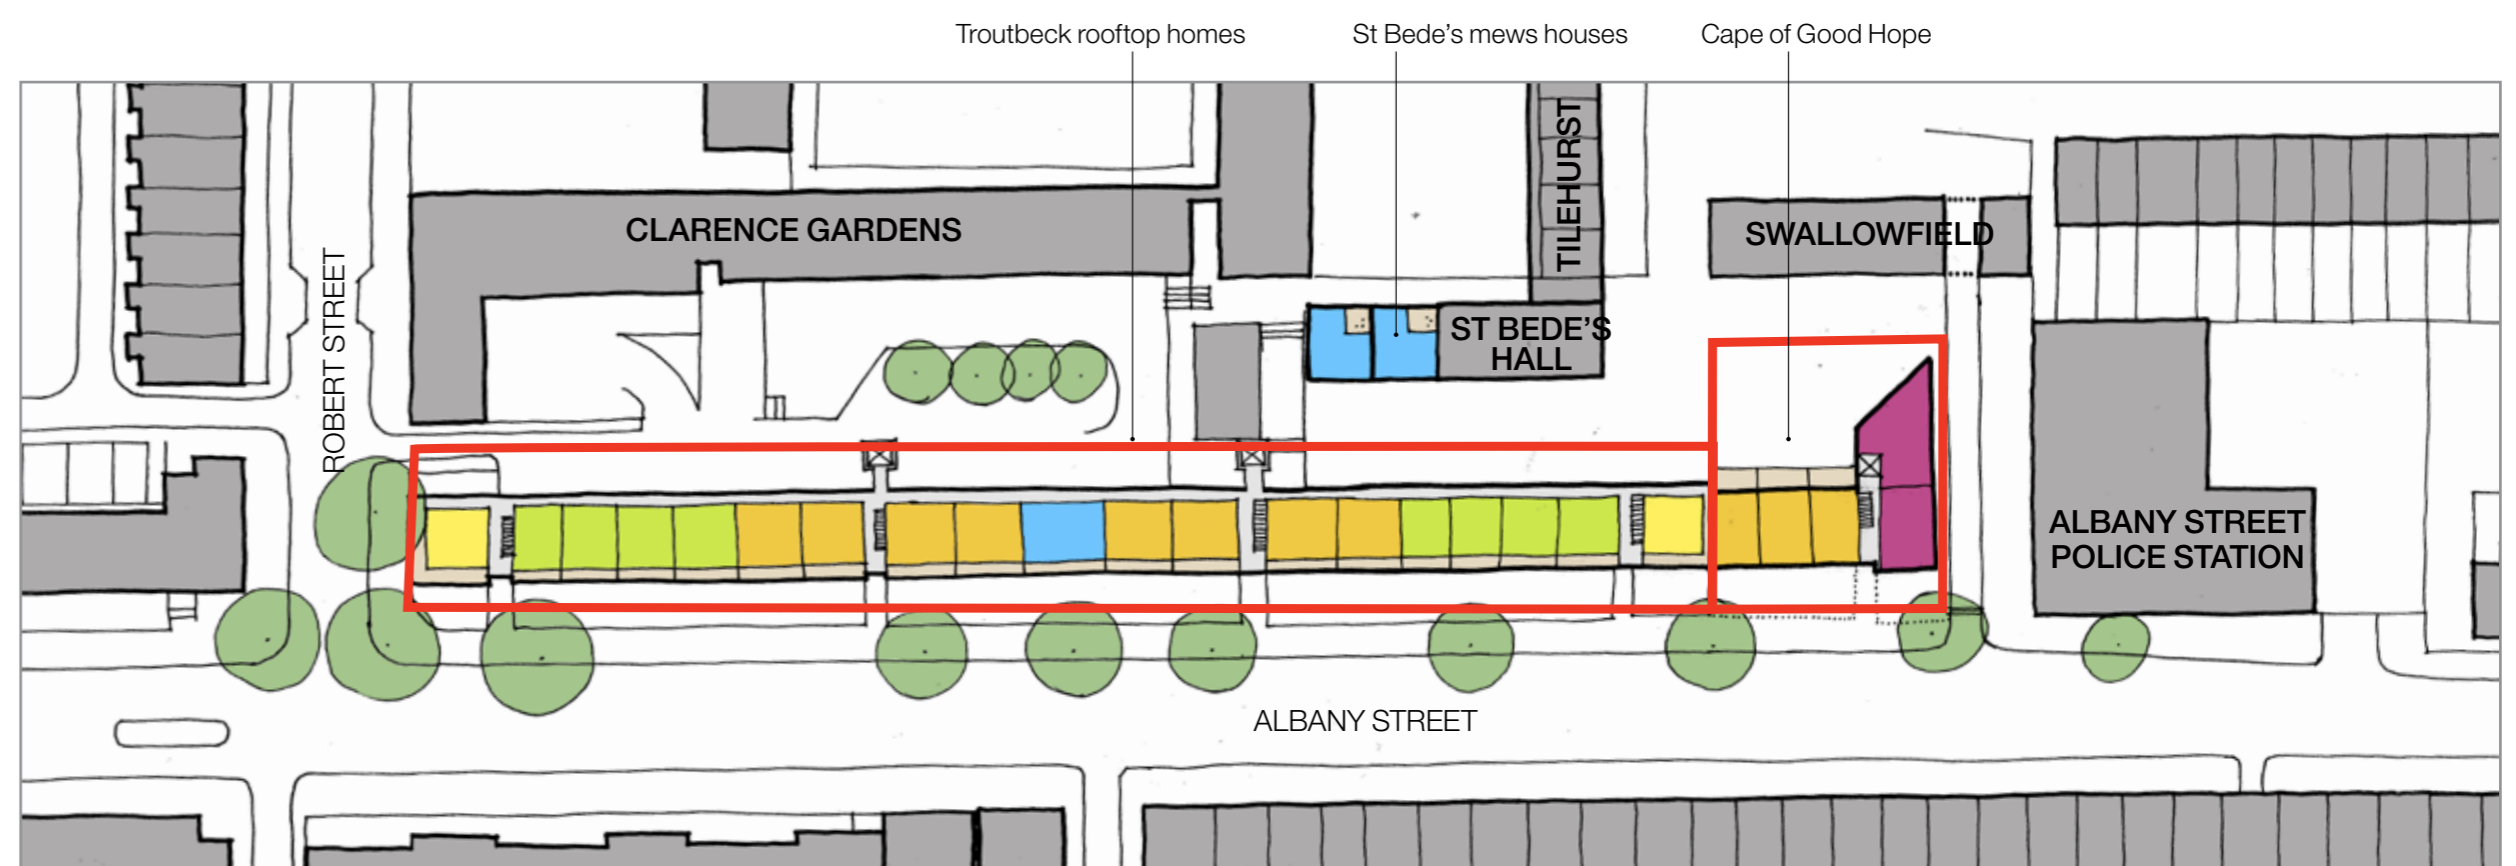 Troutbeck rooftop homes
St Bede's mews houses
Cape of Good Hope
TILEHURST
CLARENCE GARDENS
SWALLOWFIELD
ROBERT STREET
ST BEDE'S
HALL
ALBANY STREET
POLICE STATION
ALBANY STREET